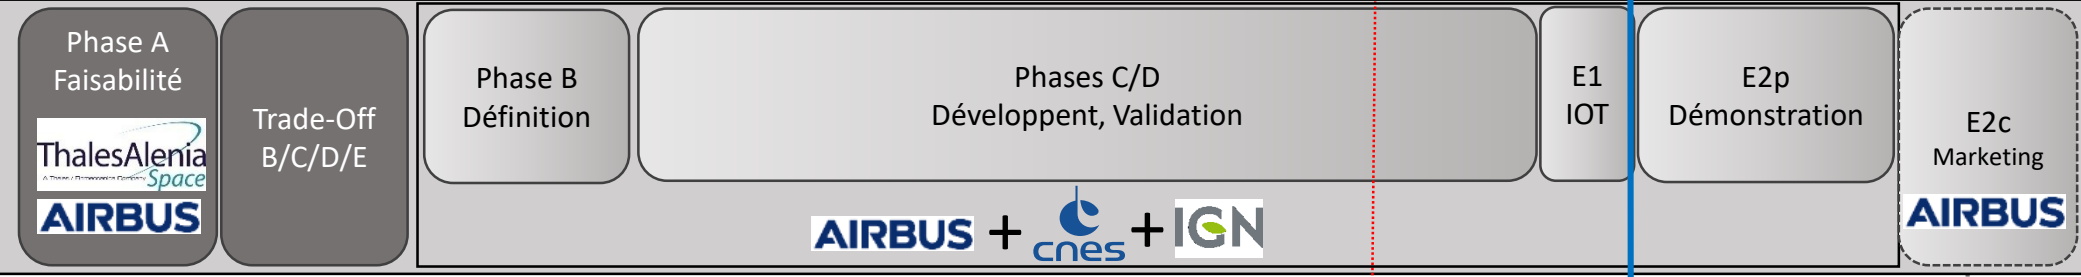 Phase A
Faisabilité
ThalesAlenia
Space
AIRBUS
Trade-Off
B/C/D/E
Phase B
Définition
Phases C/D
Développent, Validation
E1
IOT
E2p
Démonstration
AIRBUS + cnes + IGN
E2c
Marketing
AIRBUS